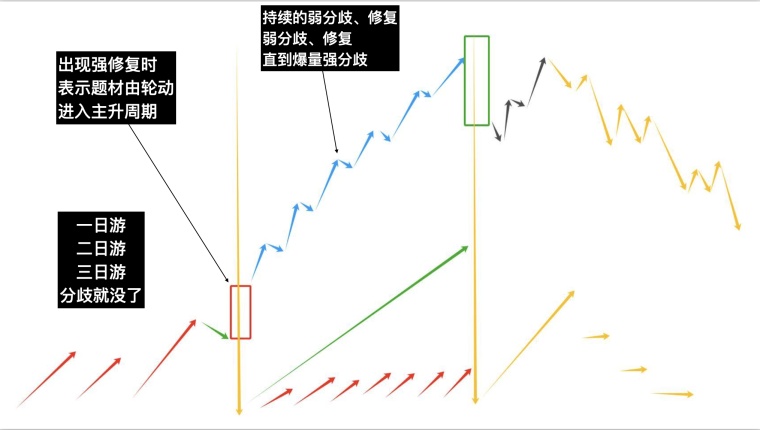 持续的弱分歧、修复
弱分歧、修复
直到爆量强分歧
出现强修复时
表示题材由轮动
进入主升周期
一日游
二日游
三日游
分歧就没了